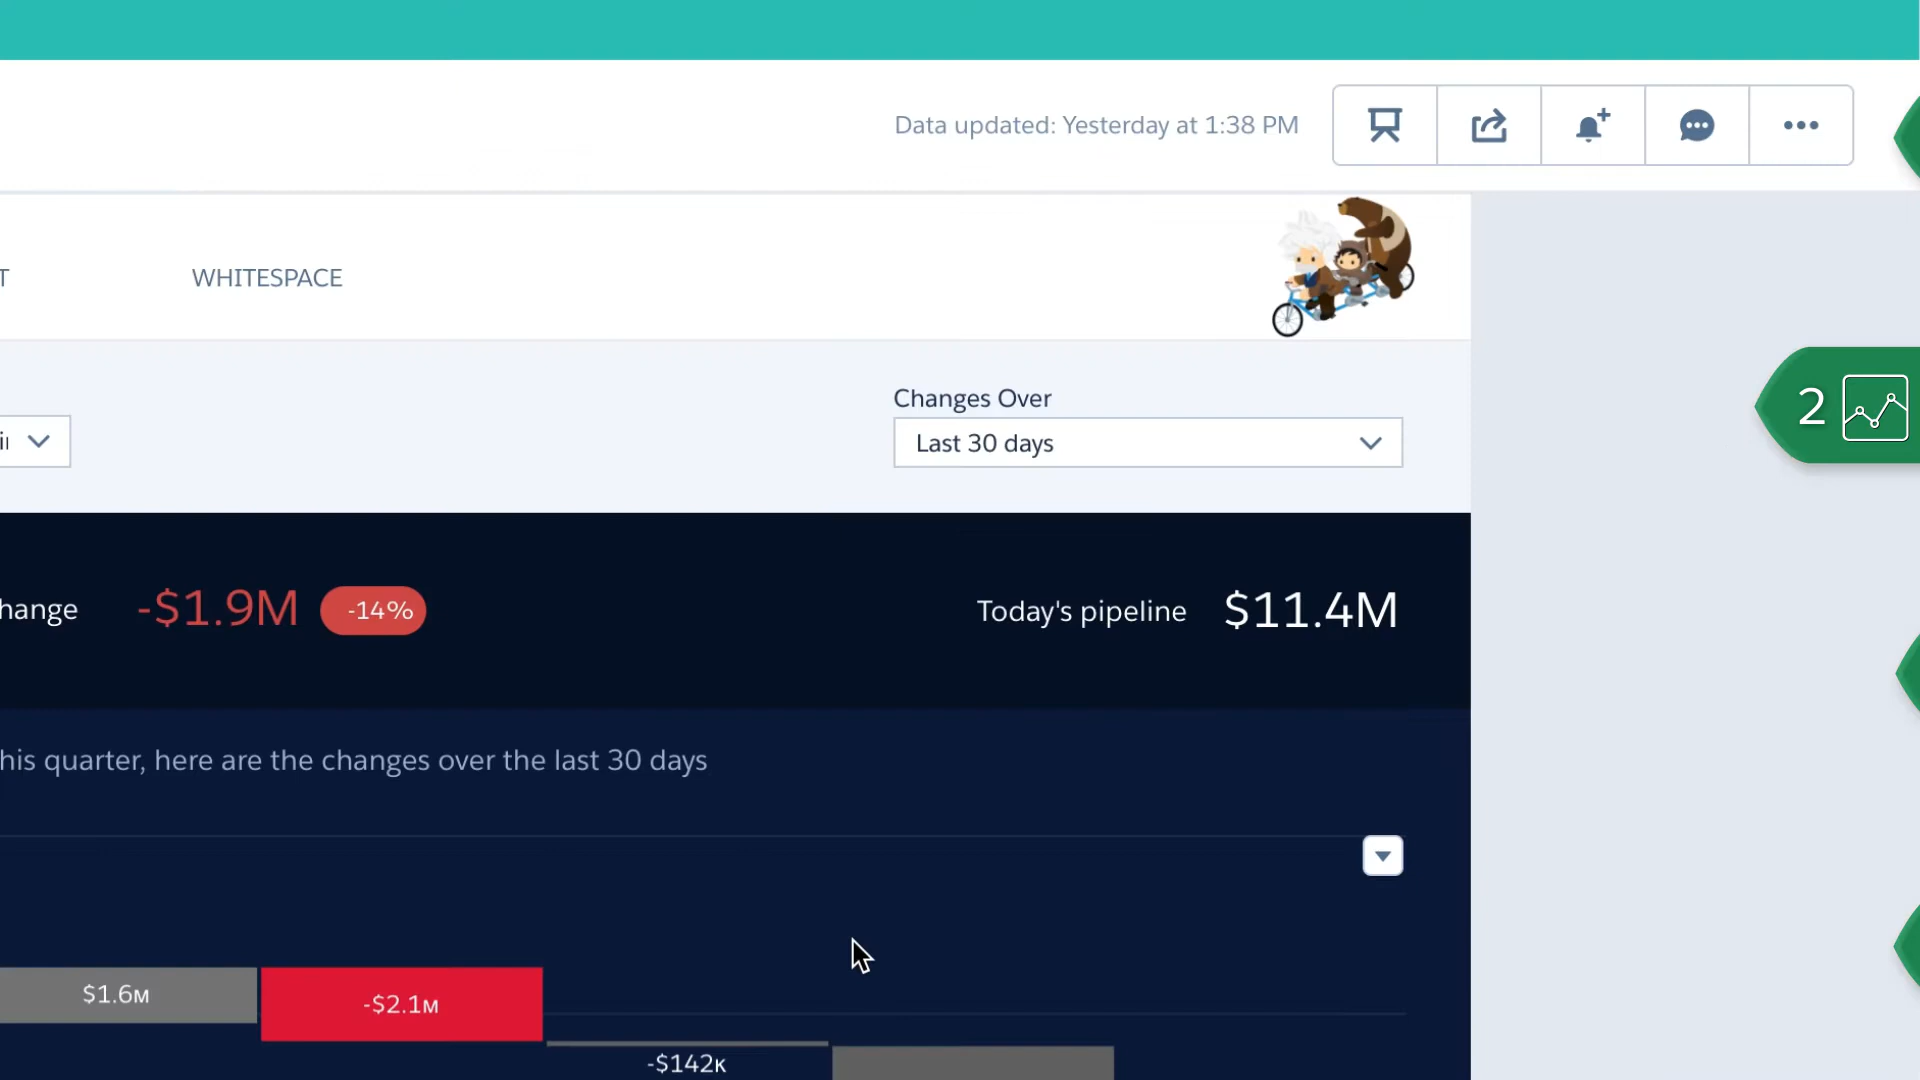 Data updated: Yesterday at 1:38 PM
T
WHITESPACE
Changes Over
Last 30 days
2
hange -$1.9M -14% Today's pipeline $11.4M
his quarter, here are the changes over the last 30 days
$1.6M
-$2.1M
-$142K